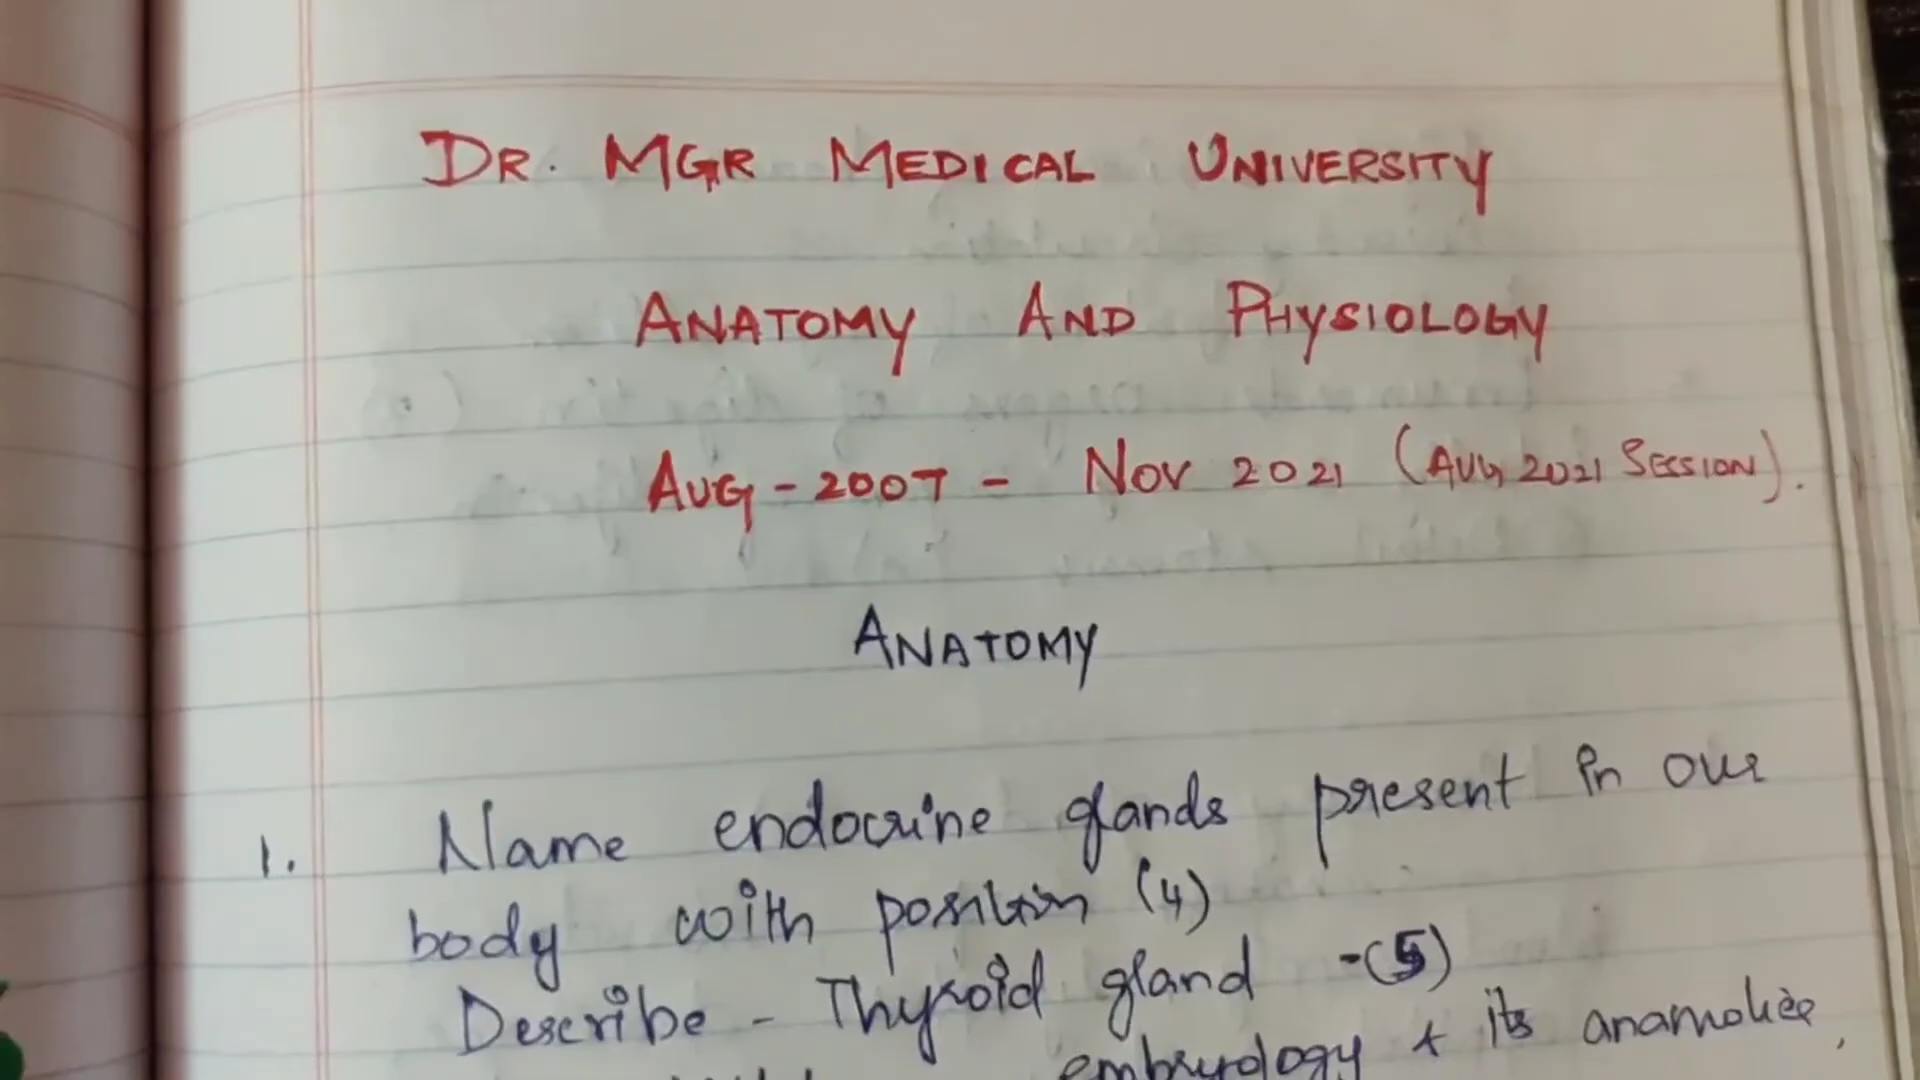 DR. MGR MEDICAL UNIVERSITY
ANATOMY AND PHYSIOLOGY
AUG - 2007 - NOV 2021 (AUG 2021 SESSION).
ANATOMY
1. Name endocrine glands present in our
body with position (4)
Describe - Thyroid gland -(5)
embryology + its anamolies,